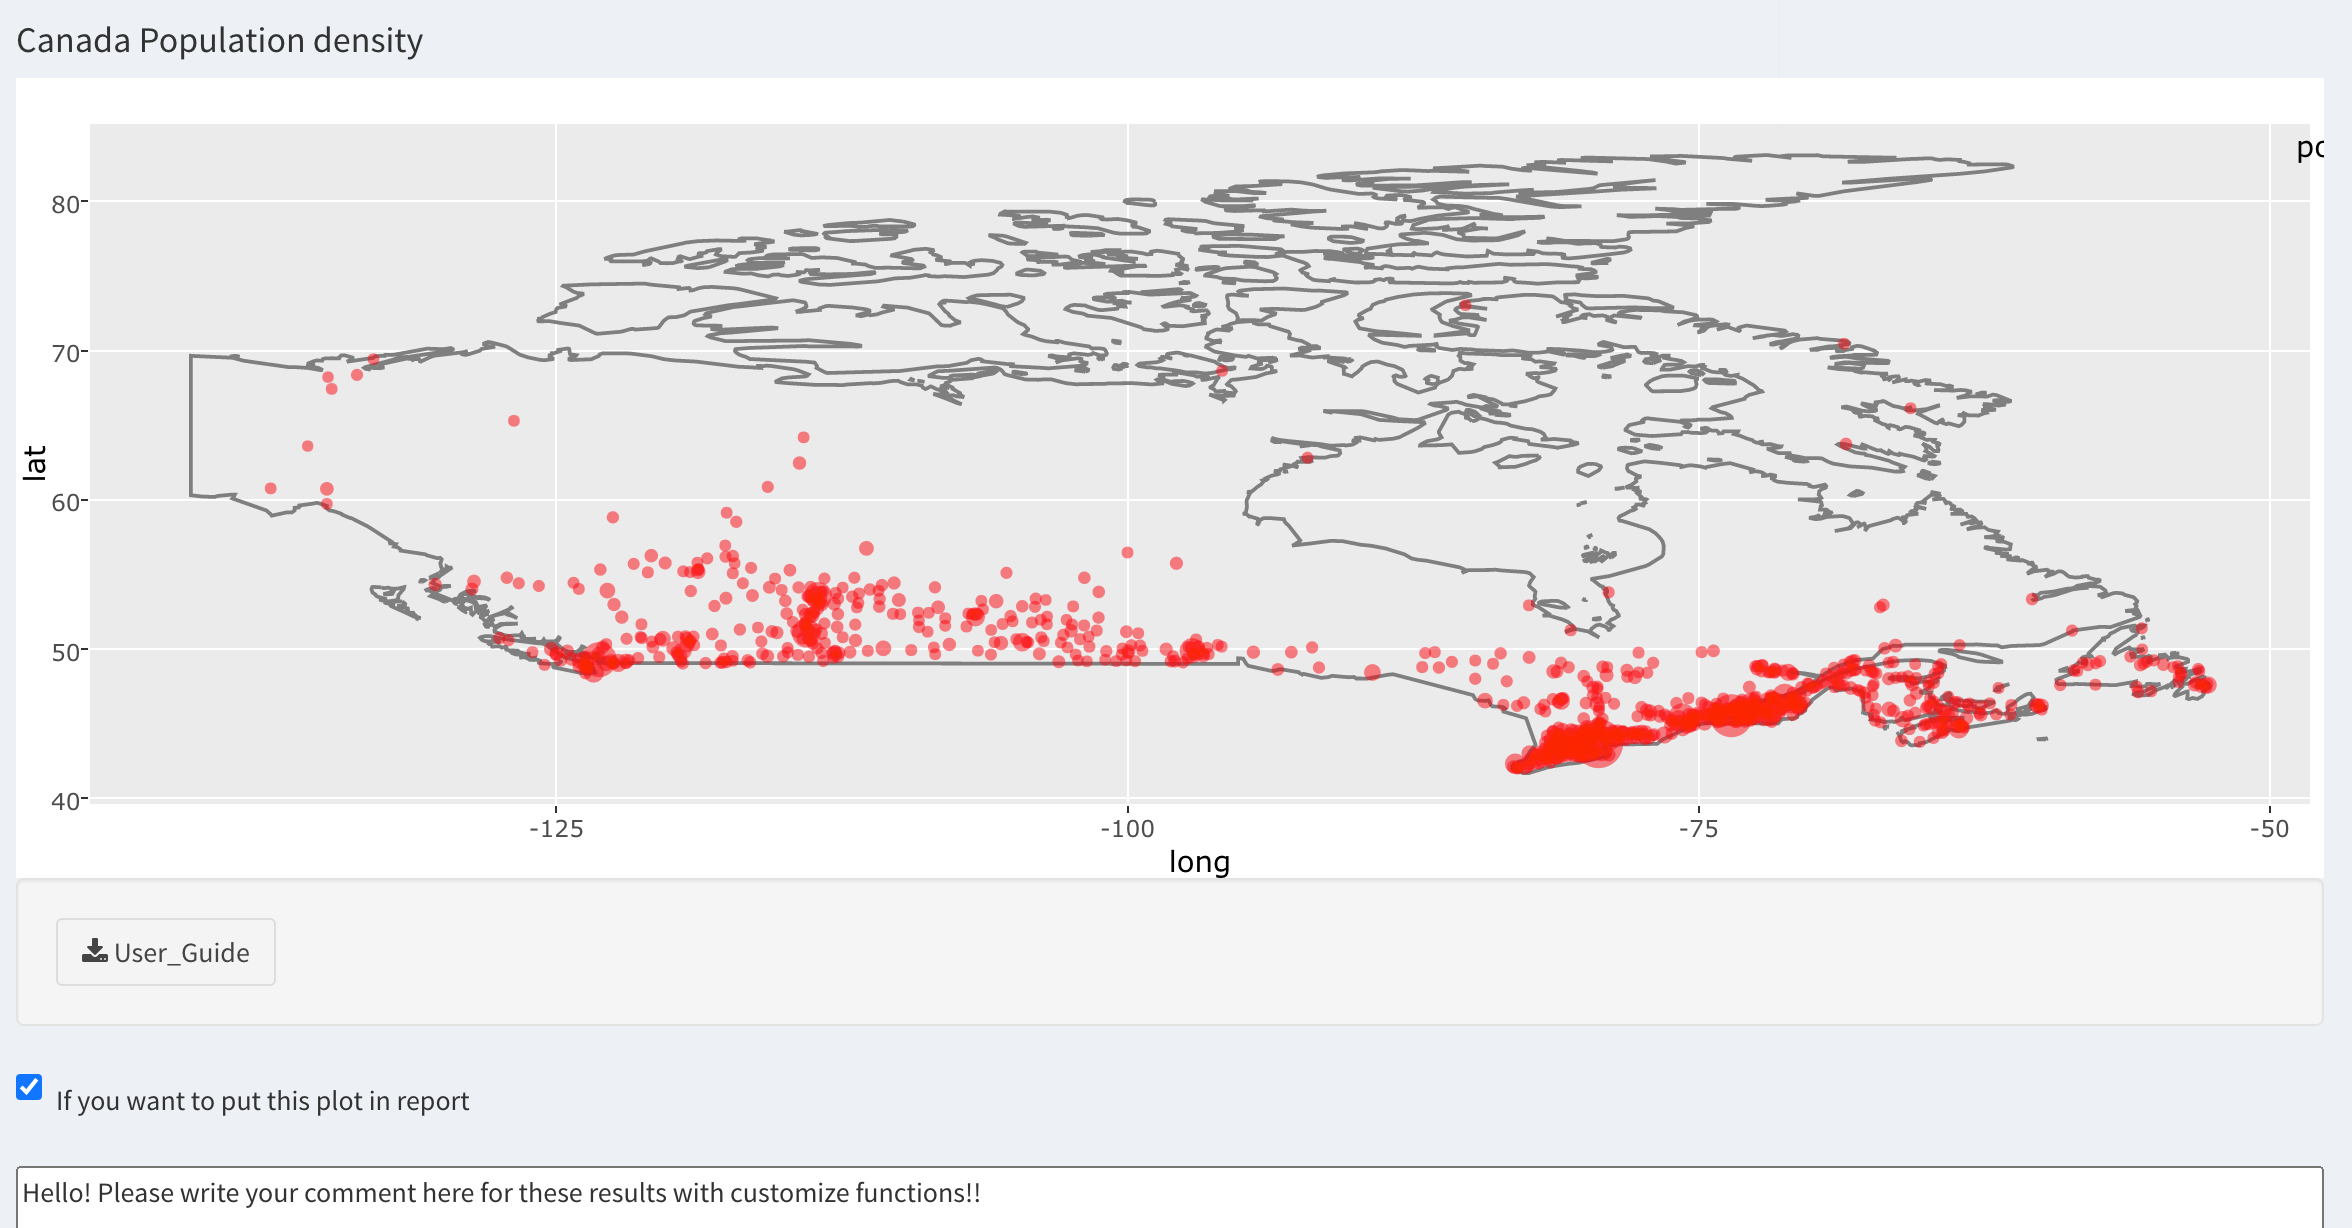 Canada Population density
po
80
70
lat
60
50
40
-125
-100
-75
-50
long
User_Guide
If you want to put this plot in report
Hello! Please write your comment here for these results with customize functions!!